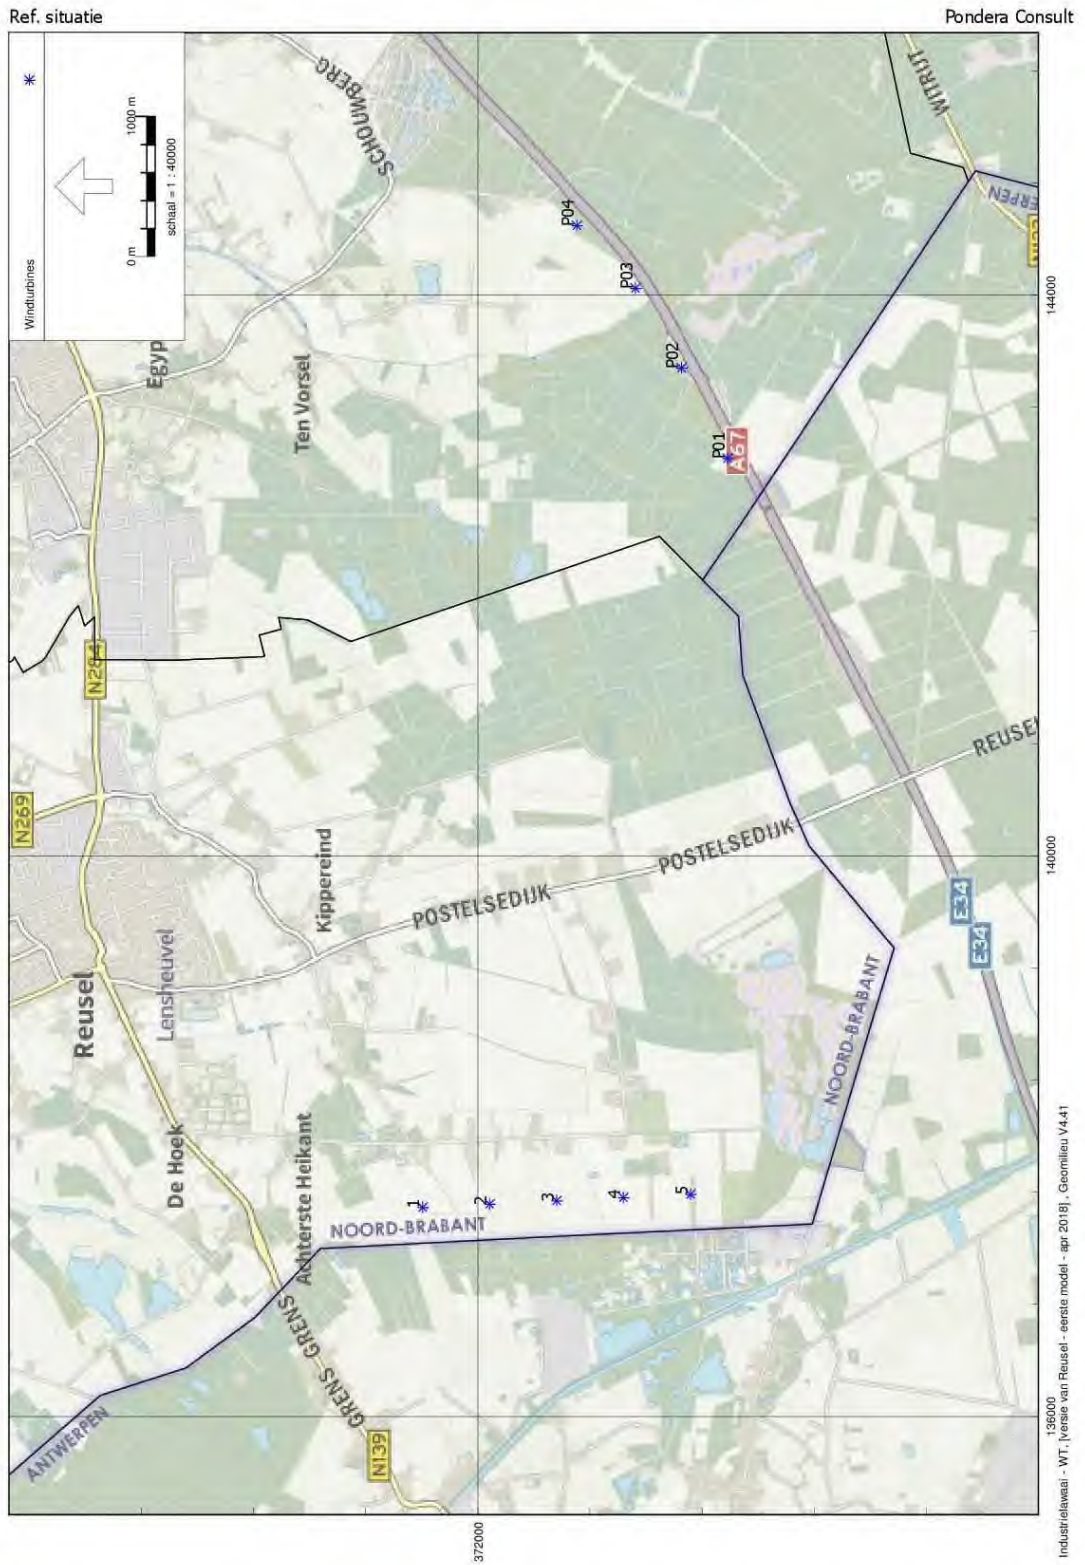 Ref. situatie
Pondera Consult
Windturbines
0 m
1000 m
schaal = 1 : 40000
SCHOUWBERG
WITRIJT
Egyp
Ten Vorsel
P04
P03
P02
P01
A67
144000
N284
N269
Reusel
Lensheuvel
Kippereind
POSTELSEDIJK
POSTELSEDIJK
REUSE
140000
E34
E34
NOORD-BRABANT
De Hoek
Achterste Heikant
1
2
3
4
5
NOORD-BRABANT
GRENS
GRENS
ANTWERPEN
N139
136000
372000
Industrielawaai - WT, [versie van Reusel - eerste model - apr 2018] , Geomilieu V4.41